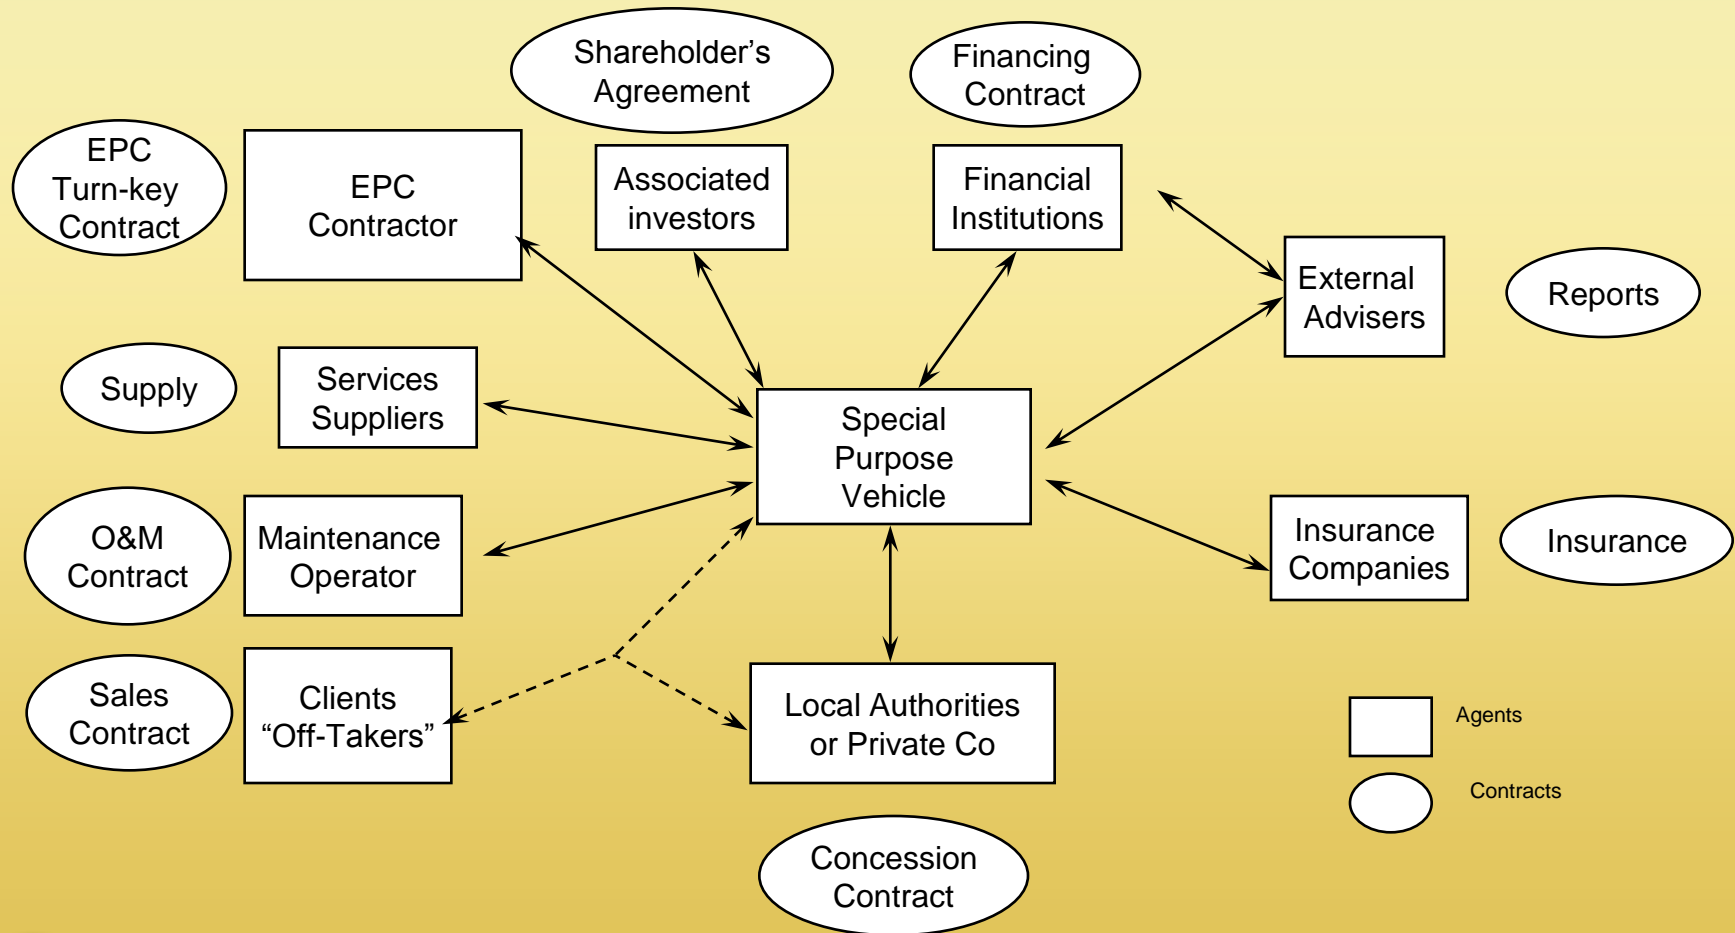 Shareholder’s
Agreement
Financing
Contract
EPC
Turn-key
Contract
EPC
Contractor
Associated
investors
Financial
Institutions
External
Advisers
Reports
Supply
Services
Suppliers
Special
Purpose
Vehicle
O&M
Contract
Maintenance
Operator
Insurance
Companies
Insurance
Sales
Contract
Clients
“Off-Takers”
Local Authorities
or Private Co
Agents
Contracts
Concession
Contract